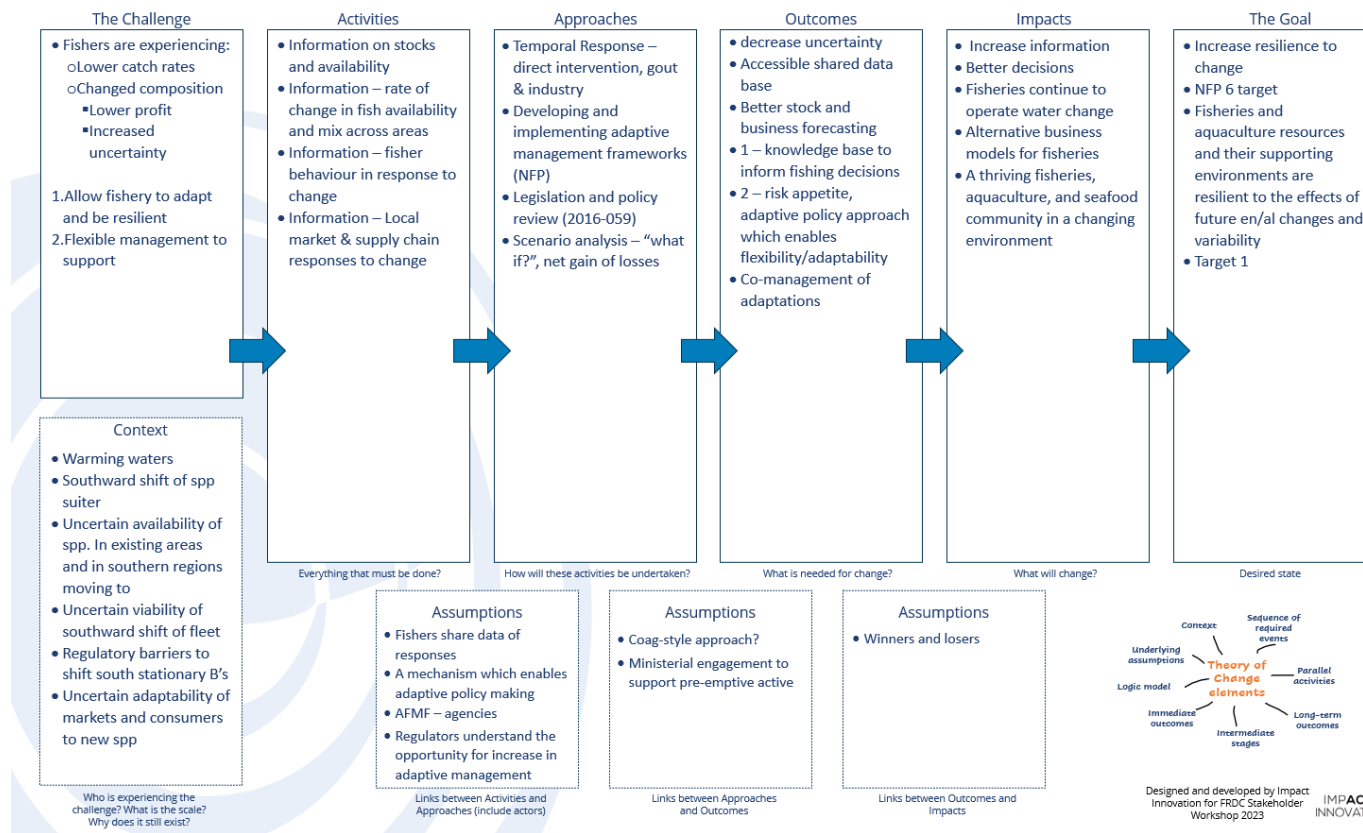 The Challenge
• Fishers are experiencing:
oLower catch rates
oChanged composition
▪Lower profit
▪Increased
uncertainty
1.Allow fishery to adapt
and be resilient
2.Flexible management to
support
Context
• Warming waters
• Southward shift of spp
suiter
• Uncertain availability of
spp. In existing areas
and in southern regions
moving to
• Uncertain viability of
southward shift of fleet
• Regulatory barriers to
shift south stationary B's
• Uncertain adaptability of
markets and consumers
to new spp
Who is experiencing the
challenge? What is the scale?
Why does it still exist?
Activities
• Information on stocks
and availability
• Information – rate of
change in fish availability
and mix across areas
• Information – fisher
behaviour in response to
change
• Information – Local
market & supply chain
responses to change
Everything that must be done?
Approaches
• Temporal Response –
direct intervention, gout
& industry
• Developing and
implementing adaptive
management frameworks
(NFP)
• Legislation and policy
review (2016-059)
• Scenario analysis – “what
if?”, net gain of losses
How will these activities be undertaken?
Outcomes
• decrease uncertainty
• Accessible shared data
base
• Better stock and
business forecasting
• 1 – knowledge base to
inform fishing decisions
• 2 – risk appetite,
adaptive policy approach
which enables
flexibility/adaptability
• Co-management of
adaptations
What is needed for change?
Impacts
• Increase information
• Better decisions
• Fisheries continue to
operate water change
• Alternative business
models for fisheries
• A thriving fisheries,
aquaculture, and seafood
community in a changing
environment
What will change?
The Goal
• Increase resilience to
change
• NFP 6 target
• Fisheries and
aquaculture resources
and their supporting
environments are
resilient to the effects of
future en/al changes and
variability
• Target 1
Desired state
Assumptions
• Fishers share data of
responses
• A mechanism which enables
adaptive policy making
• AFMF – agencies
• Regulators understand the
opportunity for increase in
adaptive management
Links between Activities and
Approaches (include actors)
Assumptions
• Coag-style approach?
• Ministerial engagement to
support pre-emptive active
Links between Approaches
and Outcomes
Assumptions
• Winners and losers
Links between Outcomes and
Impacts
Context
Sequence of
required
events
Underlying
assumptions
Theory of
Change
elements
Parallel
activities
Logic model
Immediate
outcomes
Intermediate
stages
Long-term
outcomes
Designed and developed by Impact
Innovation for FRDC Stakeholder
Workshop 2023
IMPAC
INNOVAT